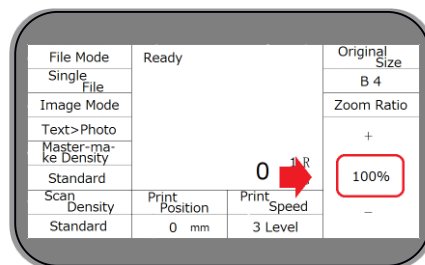 File Mode
Single
File
Image Mode
Text>Photo
Master-ma-
ke Density
Standard
Scan
Density
Standard
Ready
0
R
Print
Position
0 mm
Print
Speed
3 Level
Original
Size
B 4
Zoom Ratio
+
100%
−